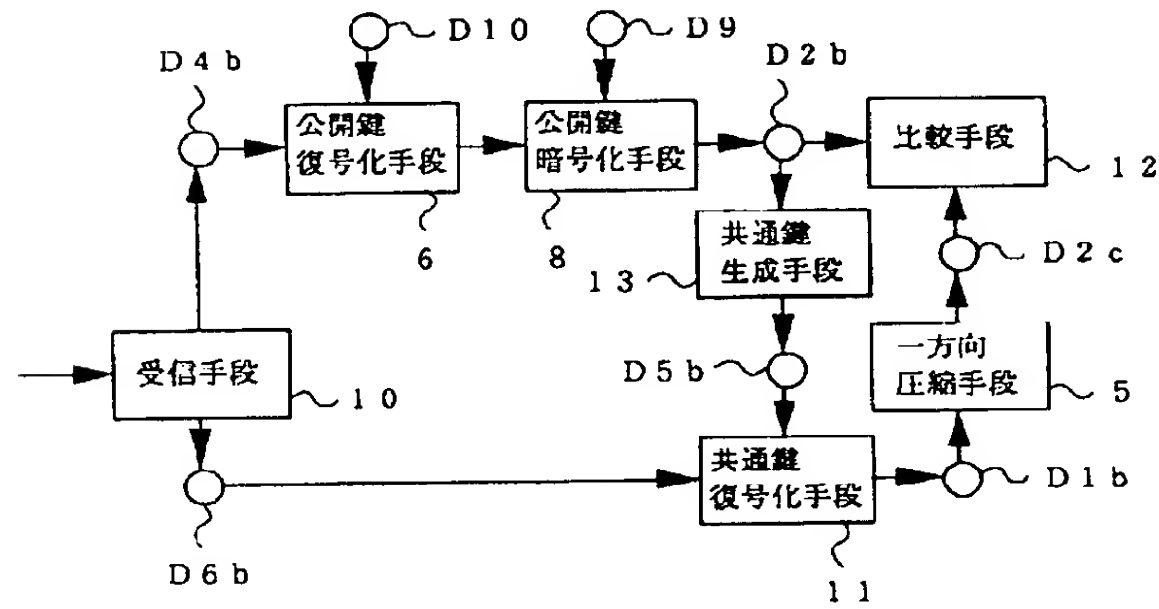 D10
D9
D4b
D2b
公開鍵
復号化手段
公開鍵
暗号化手段
比較手段
12
6
8
共通鍵
生成手段
13
D2c
受信手段
10
D5b
一方向
圧縮手段
5
共通鍵
復号化手段
D1b
D6b
11